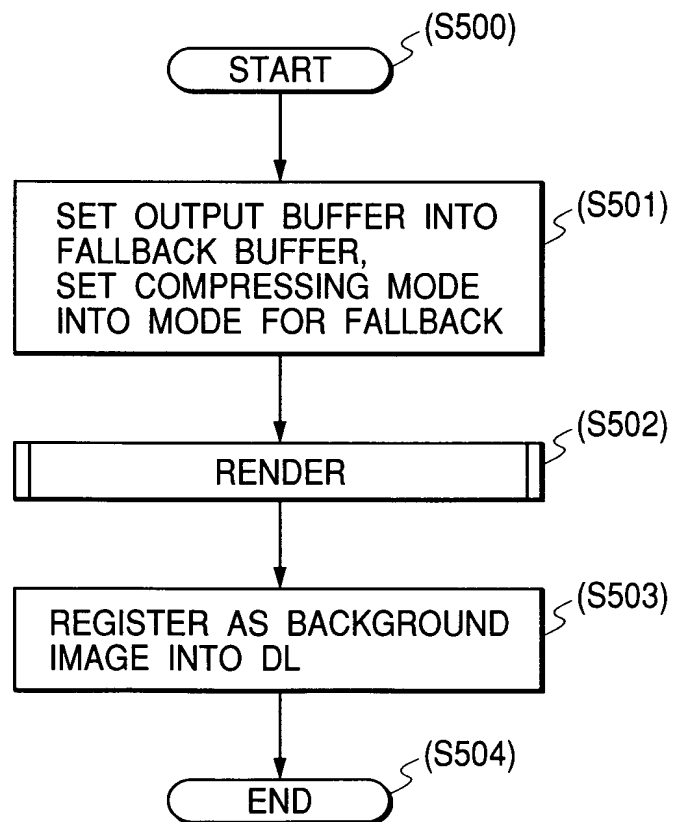 (S500)
START
(S501)
SET OUTPUT BUFFER INTO
FALLBACK BUFFER,
SET COMPRESSING MODE
INTO MODE FOR FALLBACK
(S502)
RENDER
(S503)
REGISTER AS BACKGROUND
IMAGE INTO DL
(S504)
END